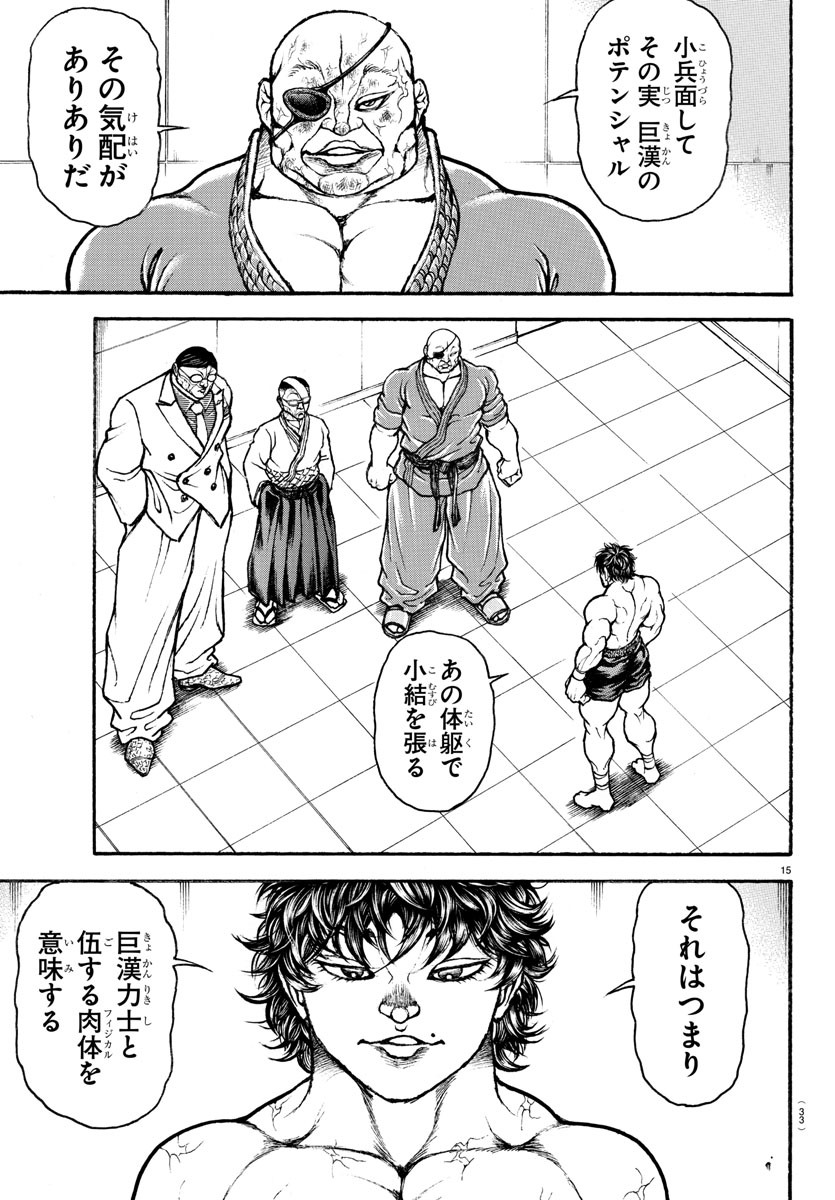 小兵面して
その実 巨漢の
ポテンシャル
その気配が
ありありだ
あの体躯で
小結を張る
15
それはつまり
巨漢力士と
伍する肉体を
意味する
(33)